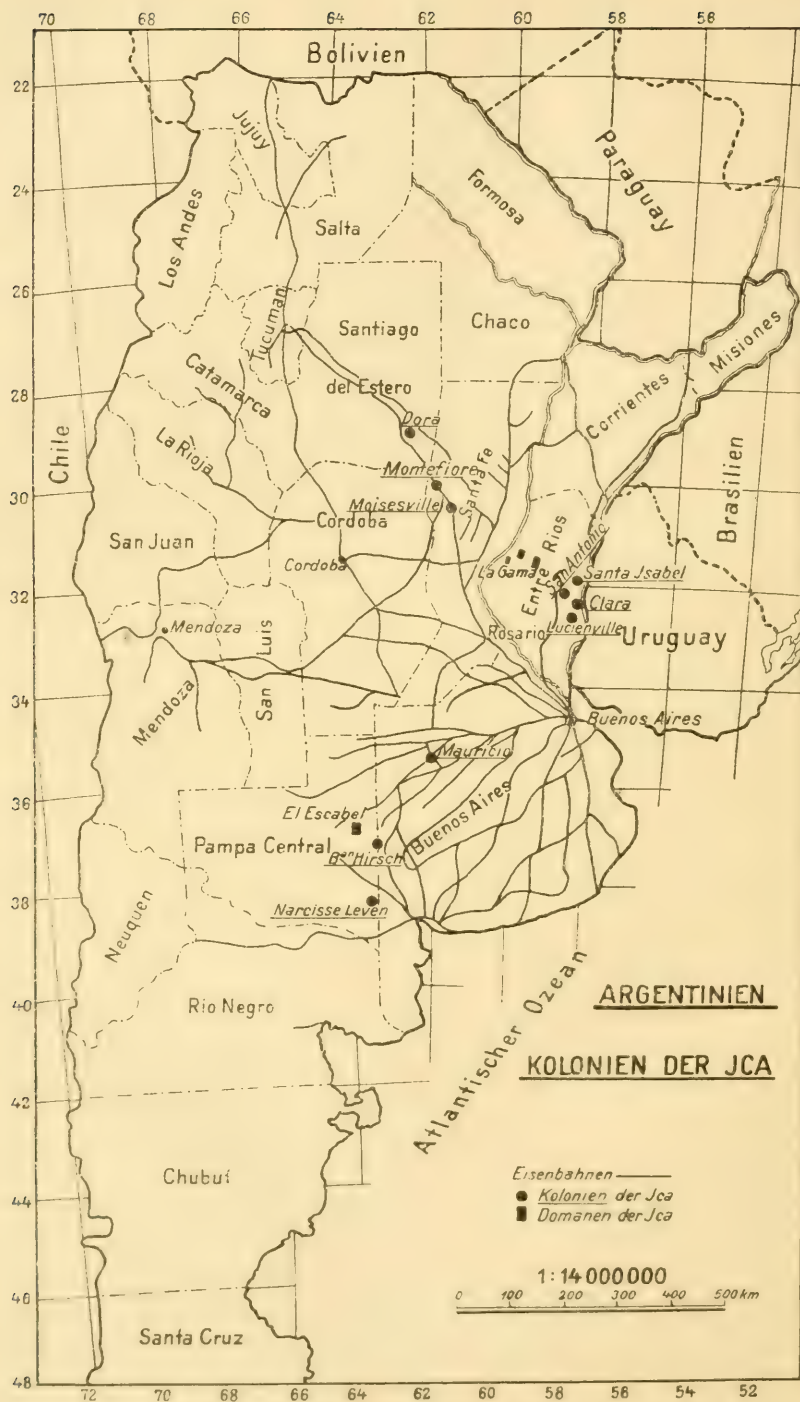 70 68 66 64 62 60 58 56
Bolivien
22
24
26
28
30
32
34
36
38
40
42
44
46
48
Jujuy
Paraguay
Los Andes
Formosa
Salta
Misiones
Tucuman
Santiago
del Estero
Chaco
Catamarca
Corrientes
Chile
La Rioja
Dora
Brasilien
Montefiore
Santa Fe
Moisesville
Cordoba
San Juan
Cordoba
Entre Rios
La Gama
San Antonio
Santa Jsabel
Clara
Mendoza
San Luis
Rosario
Lucienville
Uruguay
Mendoza
Buenos Aires
Mauricio
El Escabel
Buenos Aires
Pampa Central
Bᵃⁿ Hirsch
Narcisse Leven
Neuquen
Rio Negro
Atlantischer Ozean
ARGENTINIEN
KOLONIEN DER JCA
Chubuí
Eisenbahnen
Kolonien der Jca
Domanen der Jca
1:14000000
0 100 200 300 400 500 km
Santa Cruz
72 70 68 66 64 62 60 58 56 54 52